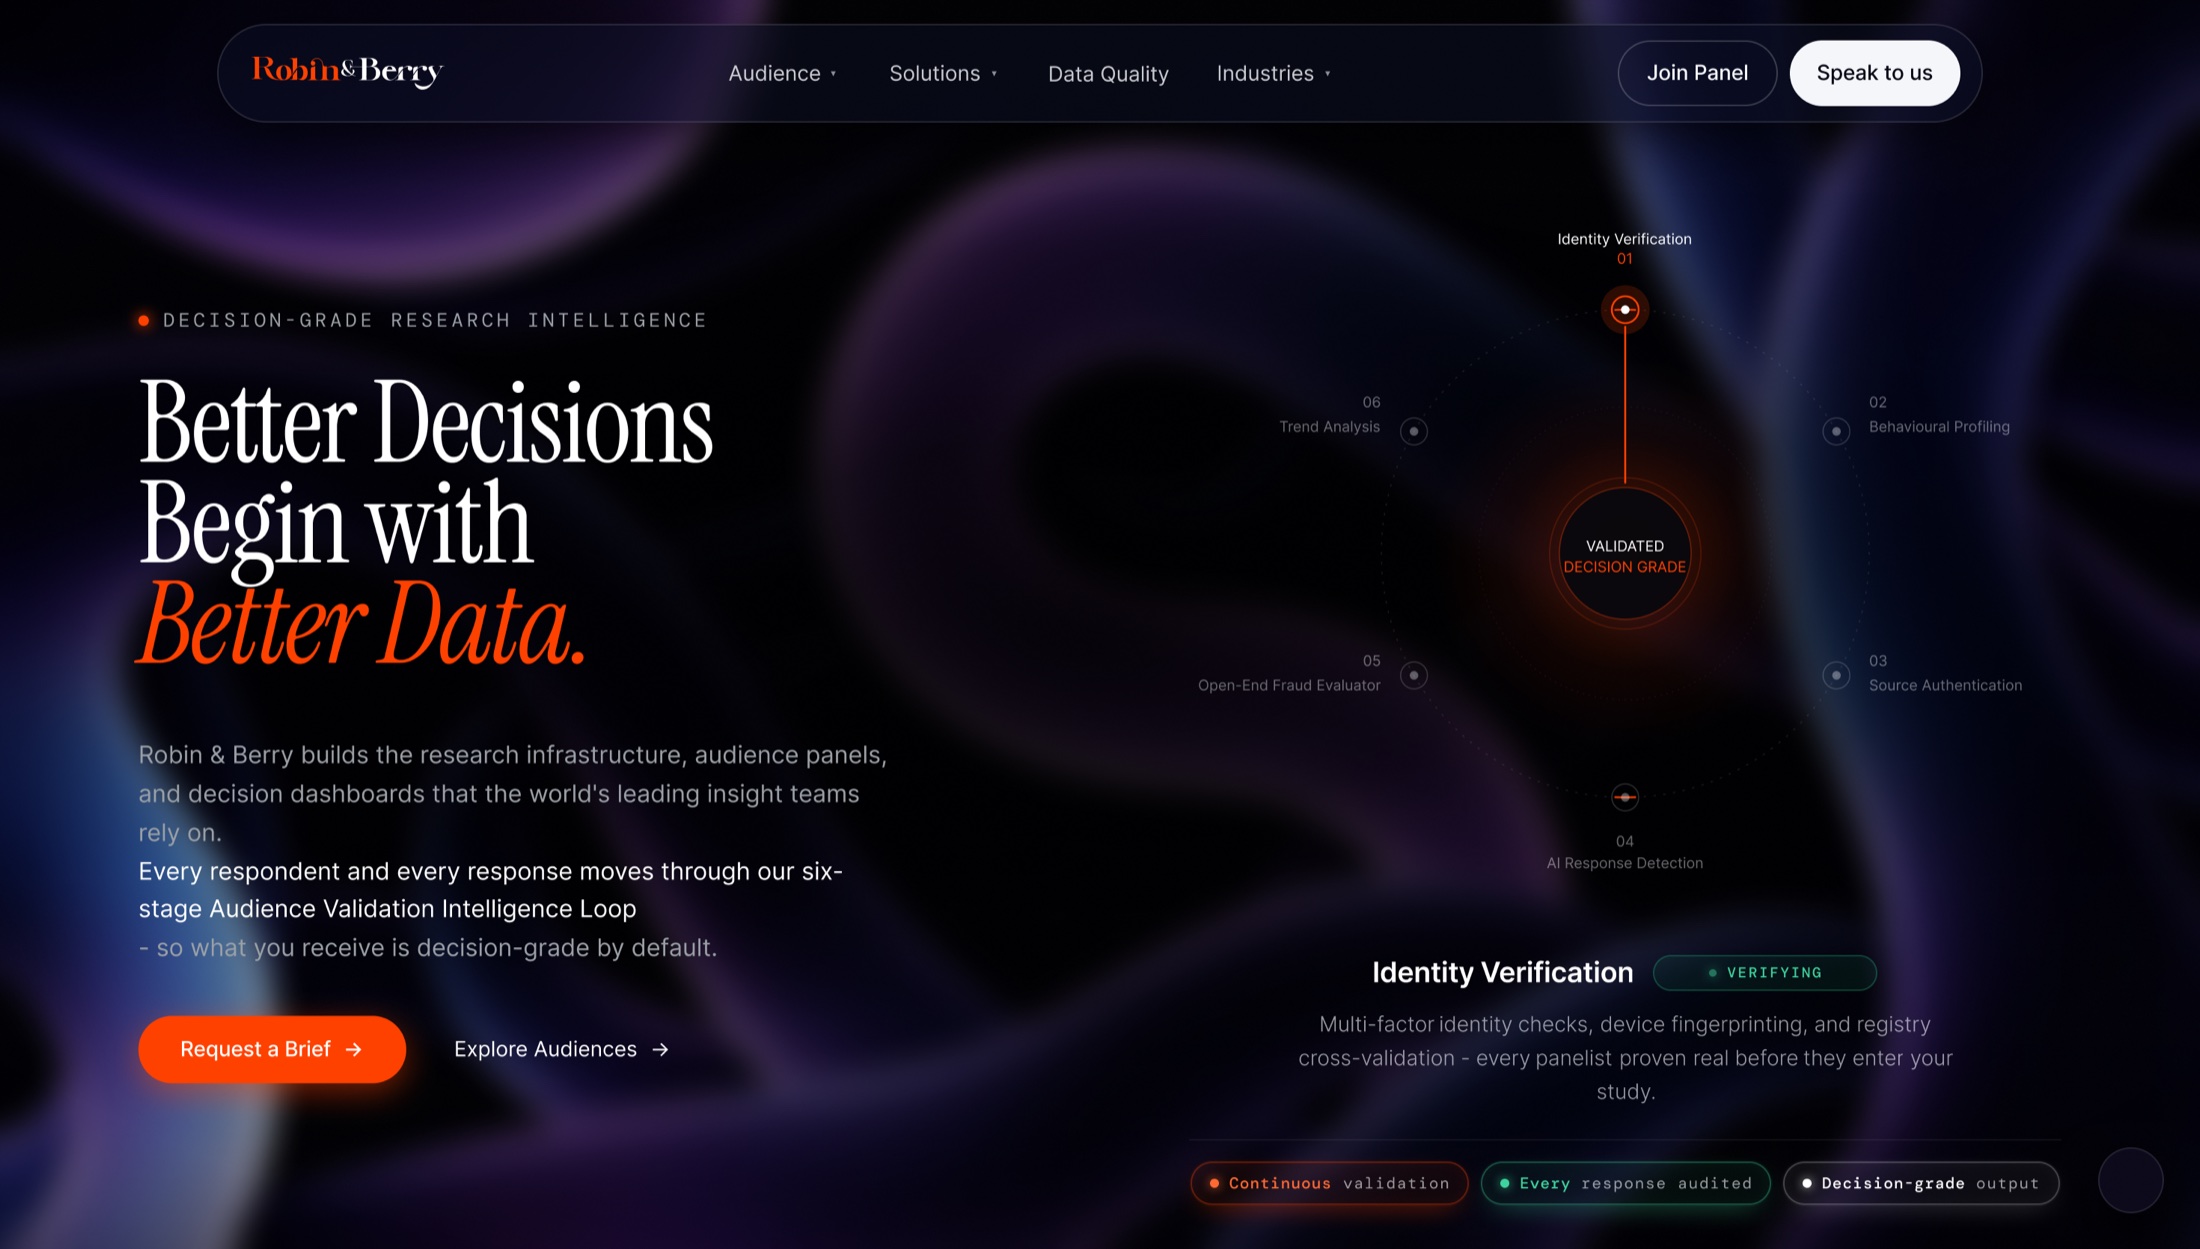 Robin&Berry
Audience
Solutions
Data Quality
Industries
Join Panel
Speak to us
DECISION-GRADE RESEARCH INTELLIGENCE
Better Decisions
Begin with
Better Data.
Robin & Berry builds the research infrastructure, audience panels,
and decision dashboards that the world's leading insight teams
rely on.
Every respondent and every response moves through our six-
stage Audience Validation Intelligence Loop
- so what you receive is decision-grade by default.
Request a Brief →
Explore Audiences →
Identity Verification
01
02
Behavioural Profiling
03
Source Authentication
04
AI Response Detection
05
Open-End Fraud Evaluator
06
Trend Analysis
VALIDATED
DECISION GRADE
Identity Verification
VERIFYING
Multi-factor identity checks, device fingerprinting, and registry
cross-validation - every panelist proven real before they enter your
study.
Continuous validation
Every response audited
Decision-grade output